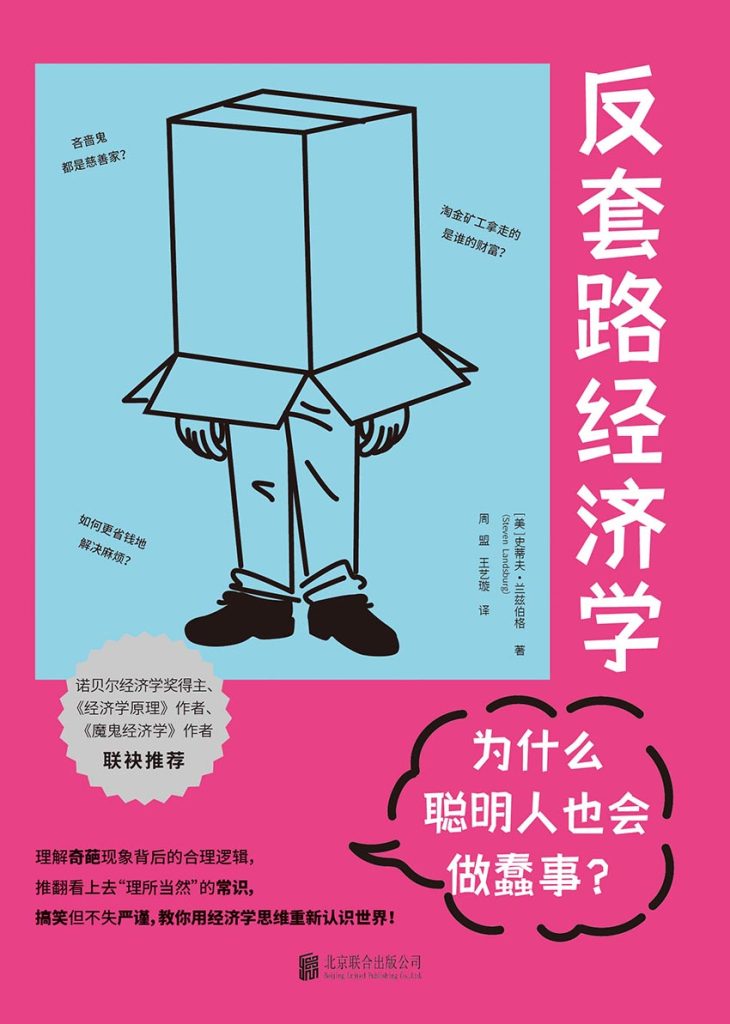 反套路经济学
吝啬鬼
都是慈善家？
淘金矿工拿走的
是谁的财富？
如何更省钱地
解决麻烦？
［美］史蒂夫·兰兹伯格 著
(Steven Landsburg)
周 盟 王艺璇 译
诺贝尔经济学奖得主、
《经济学原理》作者、
《魔鬼经济学》作者
联袂推荐
为什么
聪明人也会
做蠢事？
理解奇葩现象背后的合理逻辑，
推翻看上去“理所当然”的常识，
搞笑但不失严谨，教你用经济学思维重新认识世界！
北京联合出版公司
Beijing United Publishing Co.,Ltd.